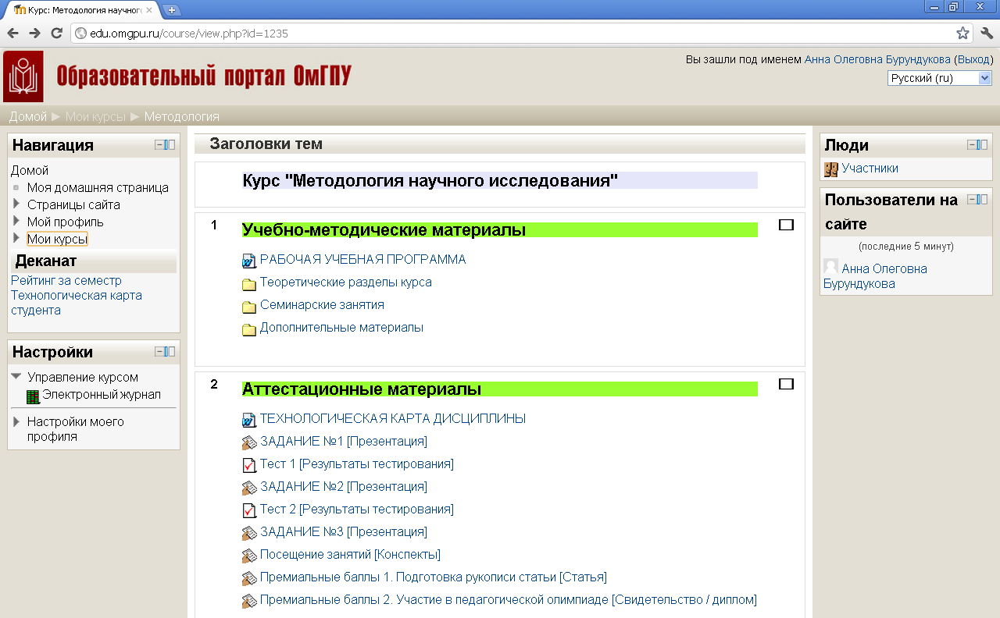 Курс: Методология научног
edu.omgpu.ru/course/view.php?id=1235
Образовательный портал ОмГПУ
Вы зашли под именем Анна Олеговна Бурундукова (Выход)
Русский (ru)
Домой ► Мои курсы ► Методология
Навигация
Домой
Моя домашняя страница
Страницы сайта
Мой профиль
Мои курсы
Деканат
Рейтинг за семестр
Технологическая карта
студента
Настройки
Управление курсом
Электронный журнал
Настройки моего
профиля
Заголовки тем
Курс "Методология научного исследования"
1
Учебно-методические материалы
РАБОЧАЯ УЧЕБНАЯ ПРОГРАММА
Теоретические разделы курса
Семинарские занятия
Дополнительные материалы
2
Аттестационные материалы
ТЕХНОЛОГИЧЕСКАЯ КАРТА ДИСЦИПЛИНЫ
ЗАДАНИЕ №1 [Презентация]
Тест 1 [Результаты тестирования]
ЗАДАНИЕ №2 [Презентация]
Тест 2 [Результаты тестирования]
ЗАДАНИЕ №3 [Презентация]
Посещение занятий [Конспекты]
Премиальные баллы 1. Подготовка рукописи статьи [Статья]
Премиальные баллы 2. Участие в педагогической олимпиаде [Свидетельство / диплом]
Люди
Участники
Пользователи на
сайте
(последние 5 минут)
Анна Олеговна
Бурундукова